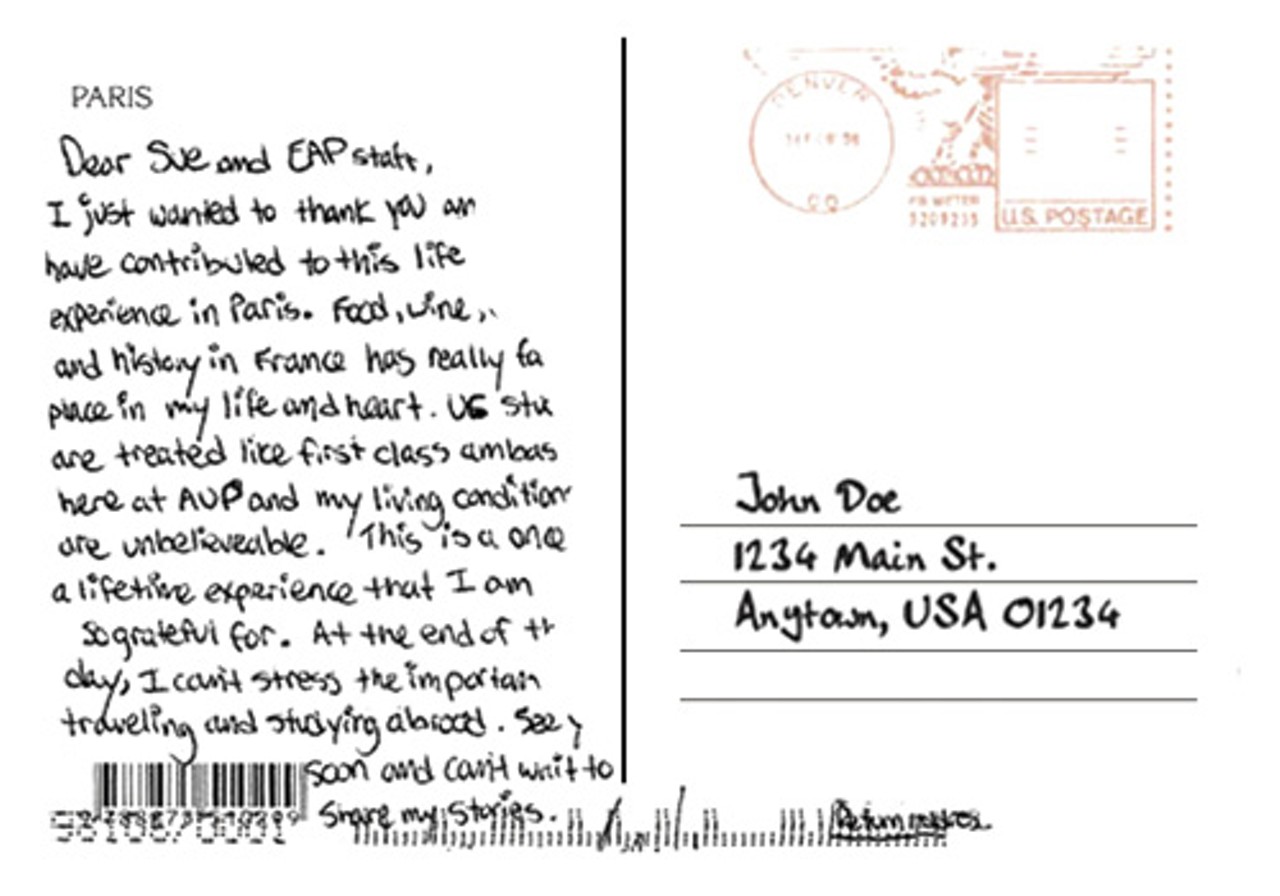 PARIS
Dear Sue and EAP staff,
I just wanted to thank you an
have contributed to this life
experience in Paris. Food, wine,
and history in France has really fa
place in my life and heart. US stu
are treated like first class ambas
here at AUP and my living condition
are unbelieveable. This is a once
a lifetime experience that I am
so grateful for. At the end of th
day, I can't stress the importan
traveling and studying abroad. See y
soon and can't wait to
share my stories.
DENVER
CO
PB METER
U.S. POSTAGE
John Doe
1234 Main St.
Anytown, USA 01234
Return